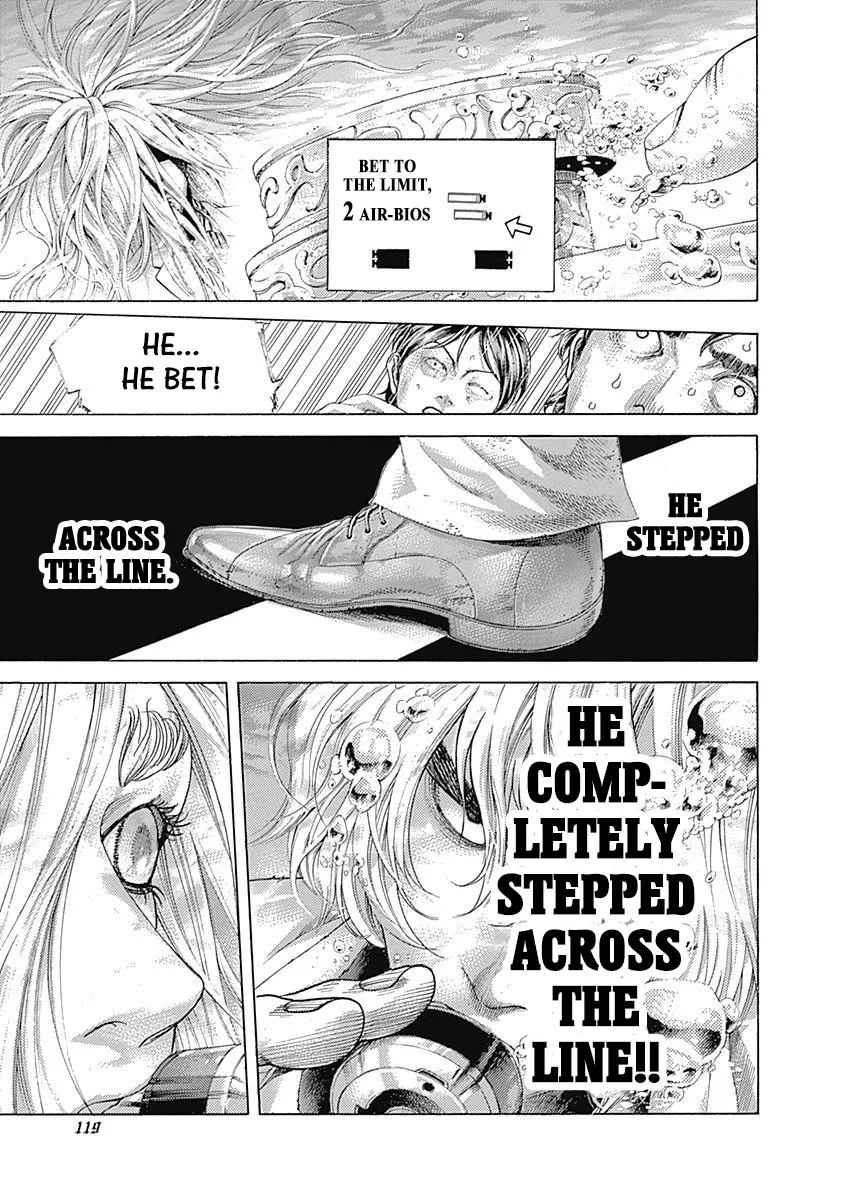 BET TO
THE LIMIT,
2 AIR-BIOS
HE...
HE BET!
HE
STEPPED
ACROSS
THE LINE.
HE
COMP-
LETELY
STEPPED
ACROSS
THE
LINE!!
119